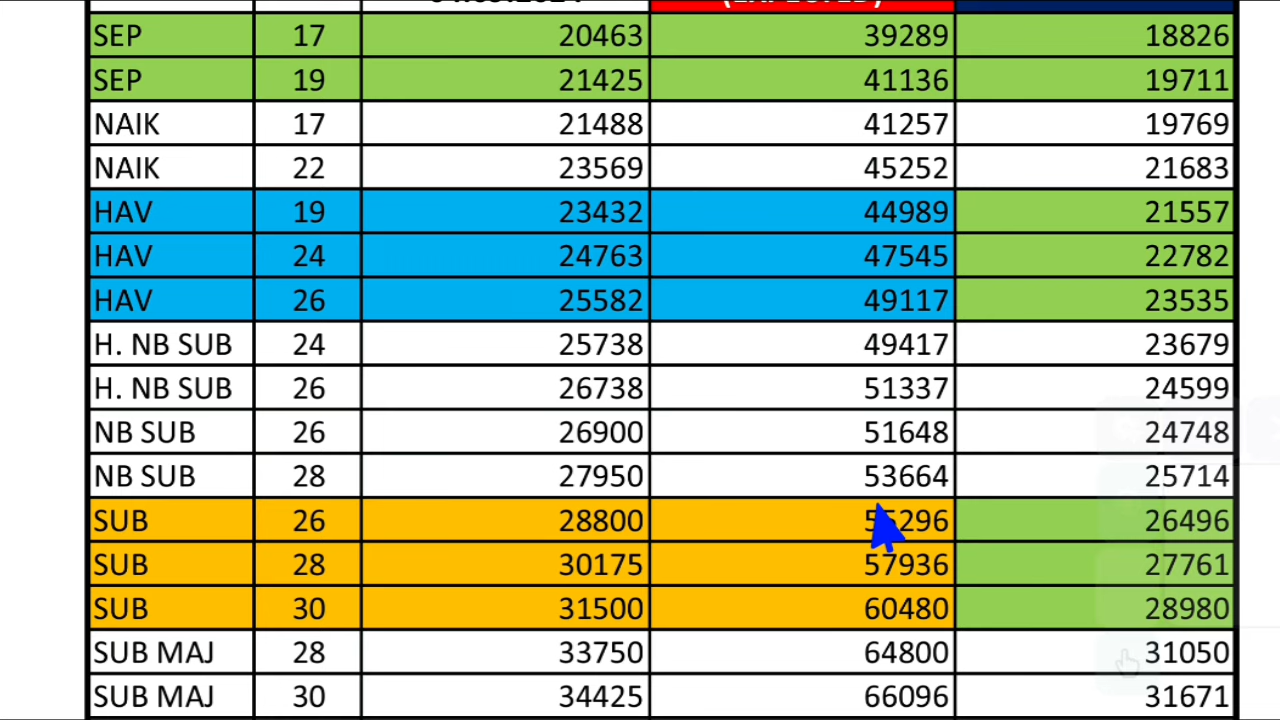 SEP 17 20463 39289 18826
SEP 19 21425 41136 19711
NAIK 17 21488 41257 19769
NAIK 22 23569 45252 21683
HAV 19 23432 44989 21557
HAV 24 24763 47545 22782
HAV 26 25582 49117 23535
H. NB SUB 24 25738 49417 23679
H. NB SUB 26 26738 51337 24599
NB SUB 26 26900 51648 24748
NB SUB 28 27950 53664 25714
SUB 26 28800 55296 26496
SUB 28 30175 57936 27761
SUB 30 31500 60480 28980
SUB MAJ 28 33750 64800 31050
SUB MAJ 30 34425 66096 31671